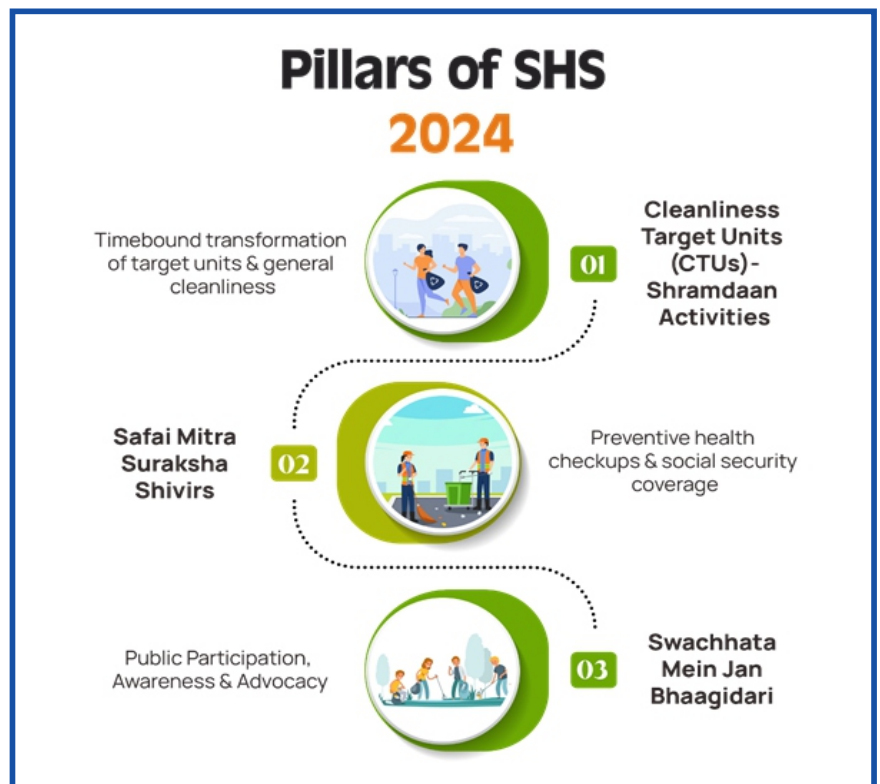 Pillars of SHS
2024
Timebound transformation
of target units & general
cleanliness
01
Cleanliness
Target Units
(CTUs) -
Shramdaan
Activities
Safai Mitra
Suraksha
Shivirs
02
Preventive health
checkups & social security
coverage
Public Participation,
Awareness & Advocacy
03
Swachhata
Mein Jan
Bhaagidari